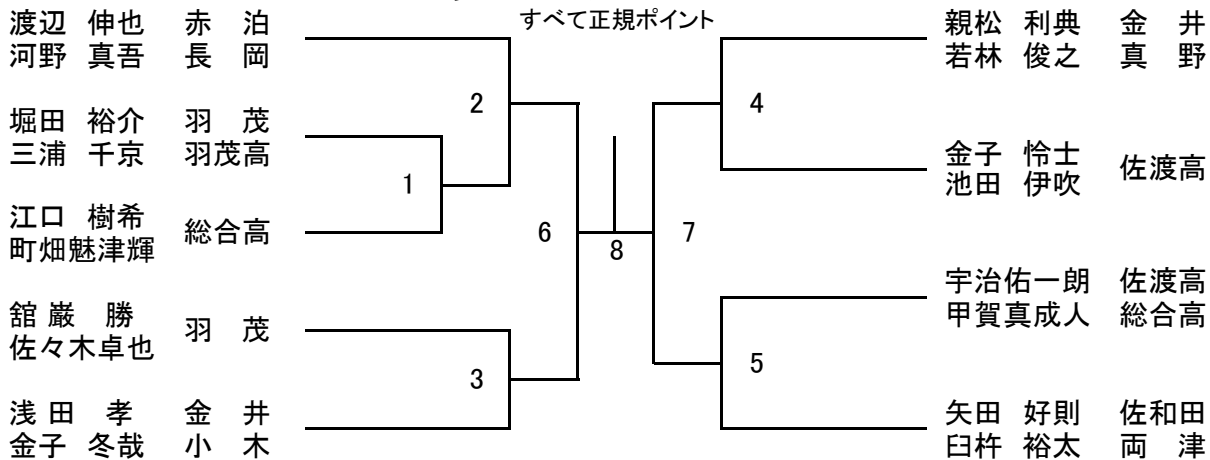 すべて正規ポイント
渡辺 伸也 赤 泊
河野 真吾 長 岡
堀田 裕介 羽 茂
三浦 千京 羽茂高
江口 樹希
町畑魅津輝
総合高
舘 巌 勝
佐々木卓也
羽 茂
浅田 孝 金 井
金子 冬哉 小 木
2
1
6
3
8
4
7
5
親松 利典 金 井
若林 俊之 真 野
金子 怜士
池田 伊吹
佐渡高
宇治佑一朗 佐渡高
甲賀真成人 総合高
矢田 好則 佐和田
臼杵 裕太 両 津